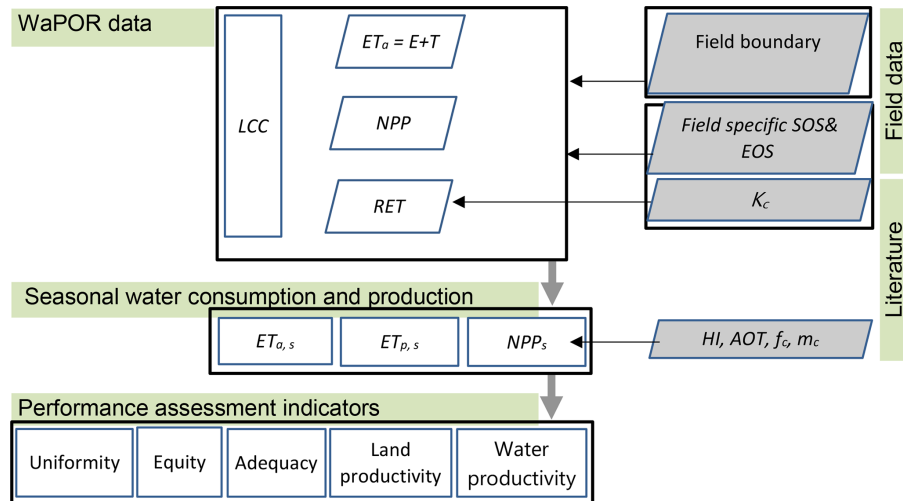 WaPOR data
LCC
ETa = E+T
NPP
RET
Field boundary
Field specific SOS&
EOS
Kc
Field data
Literature
Seasonal water consumption and production
ETa, s
ETp, s
NPPs
HI, AOT, fc, mc
Performance assessment indicators
Uniformity
Equity
Adequacy
Land
productivity
Water
productivity